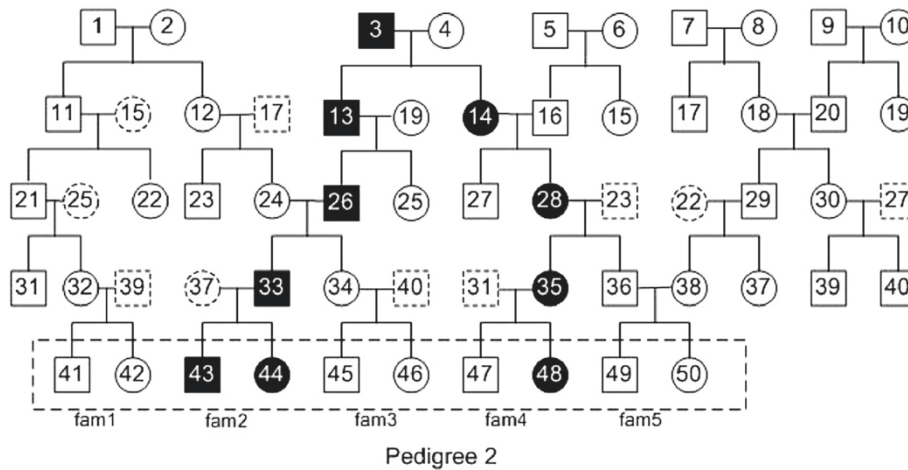 1 2 3 4 5 6 7 8 9 10
11 15 12 17 13 19 14 16 15 17 18 20 19
21 25 22 23 24 26 25 27 28 23 22 29 30 27
31 32 39 37 33 34 40 31 35 36 38 37 39 40
41 42 43 44 45 46 47 48 49 50
fam1 fam2 fam3 fam4 fam5
Pedigree 2